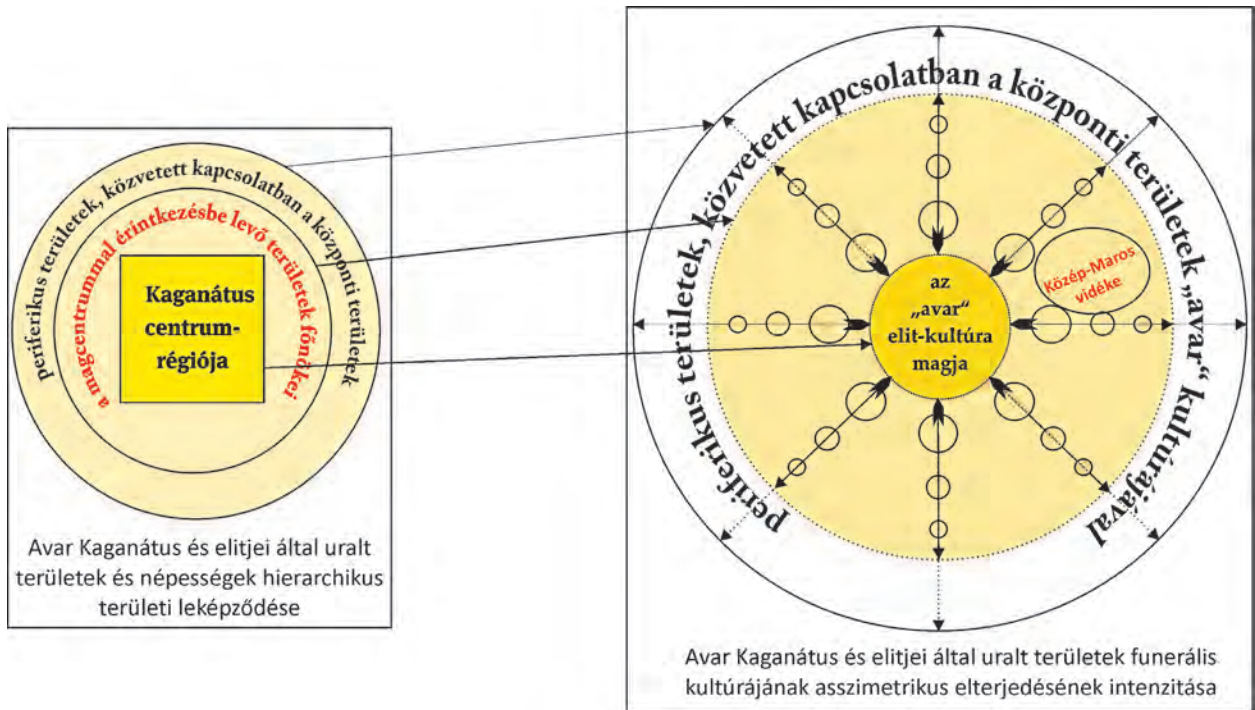 periferikus területek, közvetett kapcsolatban a központi területek
a magcentrummal érintkezésbe levő területek főnökei
Kaganátus
centrum-
régiója
Avar Kaganátus és elitjei által uralt
területek és népességek hierarchikus
területi leképződése
periferikus területek, közvetett kapcsolatban a központi területek „avar“ kultúrájával
az
„avar“
elit-kultúra
magja
Közép-Maros
vidéke
Avar Kaganátus és elitjei által uralt területek funerális
kultúrájának asszimetrikus elterjedésének intenzitása